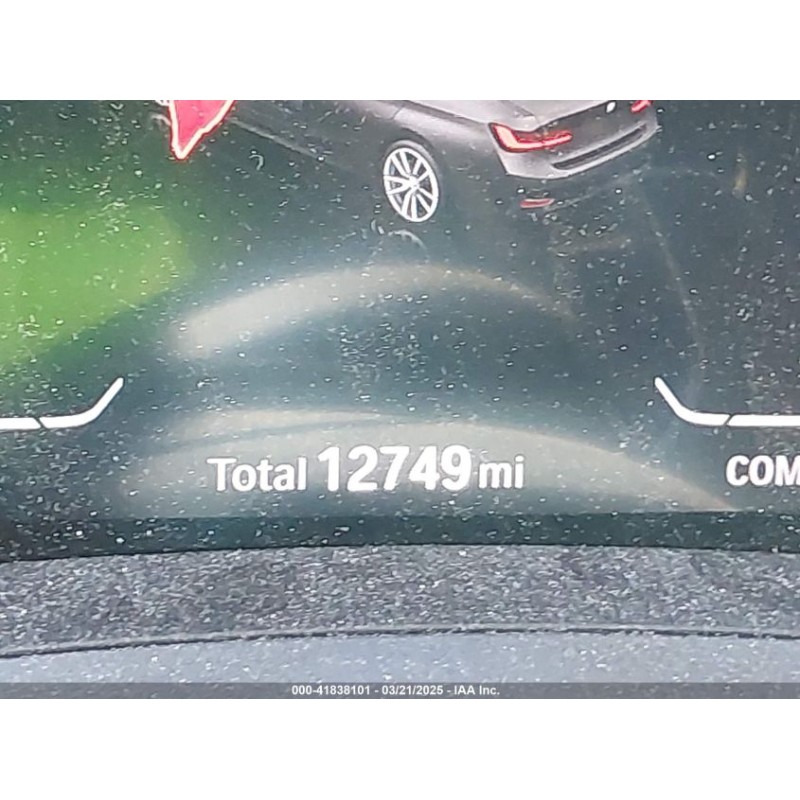 Total 12749 mi
COM
000-41838101 - 03/21/2025 - IAA Inc.